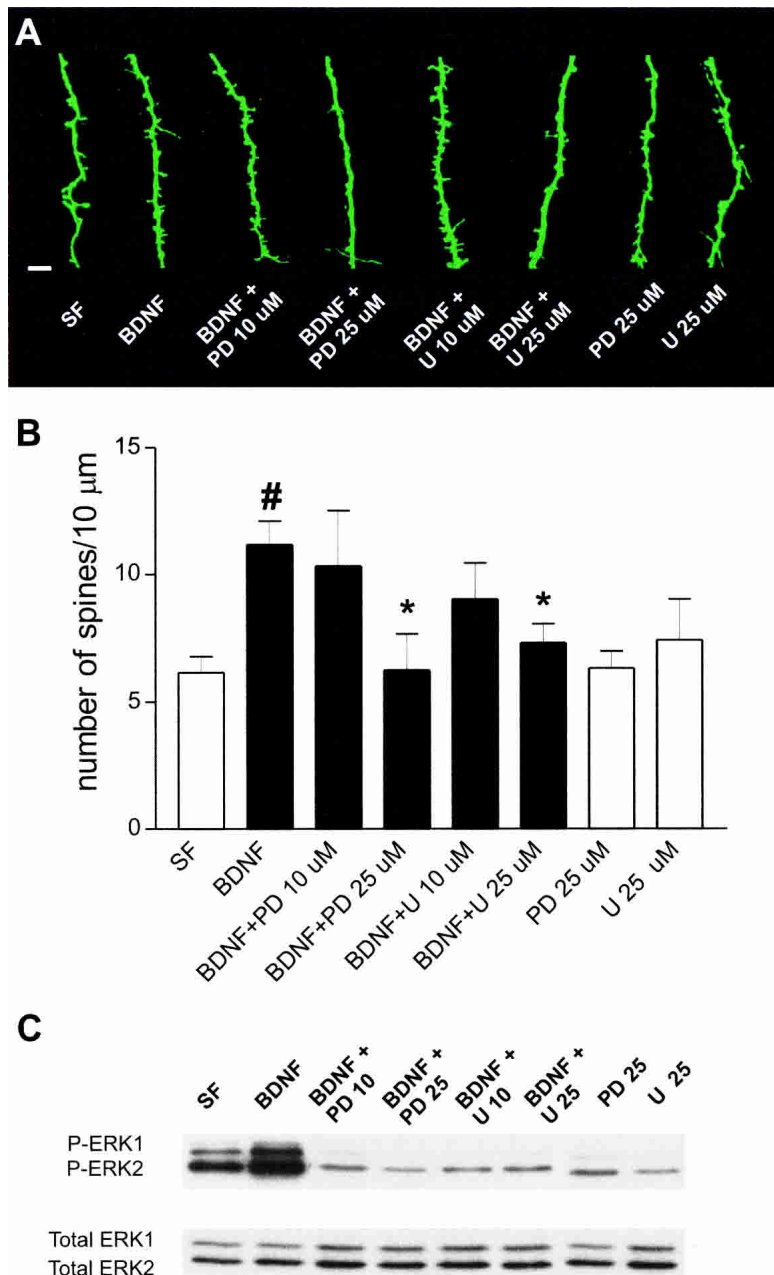 A
SF
BDNF
BDNF +
PD 10 uM
BDNF +
PD 25 uM
BDNF +
U 10 uM
BDNF +
U 25 uM
PD 25 uM
U 25 uM
B
15
10
5
0
number of spines/10 μm
#
*
*
SF
BDNF
BDNF+PD 10 uM
BDNF+PD 25 uM
BDNF+U 10 uM
BDNF+U 25 uM
PD 25 uM
U 25 uM
C
SF
BDNF
BDNF +
PD 10
BDNF +
PD 25
BDNF +
U 10
BDNF +
U 25
PD 25
U 25
P-ERK1
P-ERK2
Total ERK1
Total ERK2